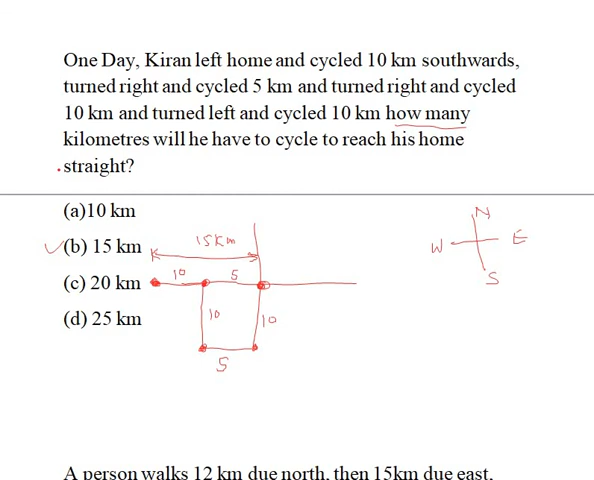 One Day, Kiran left home and cycled 10 km southwards,
turned right and cycled 5 km and turned right and cycled
10 km and turned left and cycled 10 km how many
kilometres will he have to cycle to reach his home
straight?
(a)10 km
(b) 15 km
(c) 20 km
(d) 25 km
15 Km
10
5
10
10
5
N
W
E
S
A person walks 12 km due north, then 15km due east,